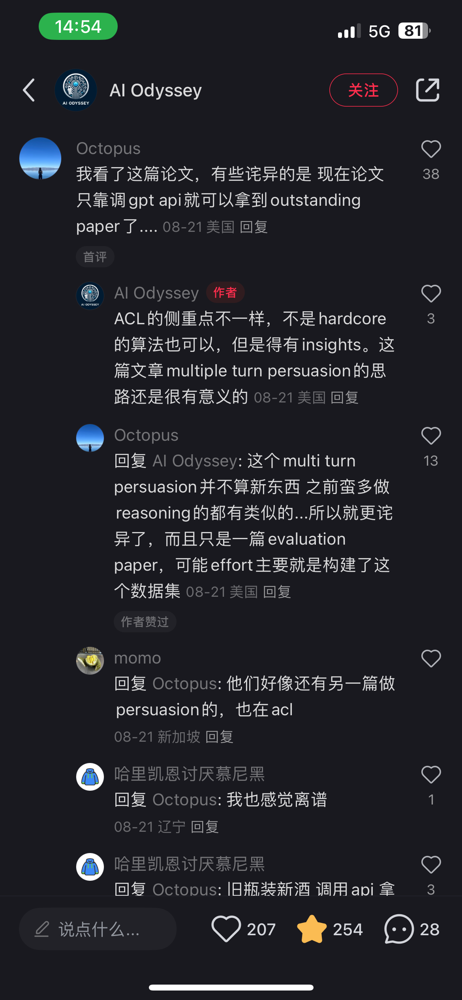 14:54
5G 81
AI ODYSSEY
AI Odyssey
关注
Octopus
我看了这篇论文，有些诧异的是 现在论文
38
只靠调gpt api就可以拿到outstanding
paper了.... 08-21 美国 回复
首评
AI ODYSSEY
AI Odyssey 作者
ACL的侧重点不一样，不是hardcore
3
的算法也可以，但是得有insights。这
篇文章multiple turn persuasion的思
路还是很有意义的 08-21 美国 回复
Octopus
回复 AI Odyssey: 这个multi turn
13
persuasion并不算新东西 之前蛮多做
reasoning的都有类似的...所以就更诧
异了，而且只是一篇evaluation
paper，可能effort主要就是构建了这
个数据集 08-21 美国 回复
作者赞过
momo
回复 Octopus: 他们好像还有另一篇做
persuasion的，也在acl
08-21 新加坡 回复
哈里凯恩讨厌慕尼黑
回复 Octopus: 我也感觉离谱
1
08-21 辽宁 回复
哈里凯恩讨厌慕尼黑
回复 Octopus: 旧瓶装新酒 调用api 拿
3
说点什么...
207
254
28